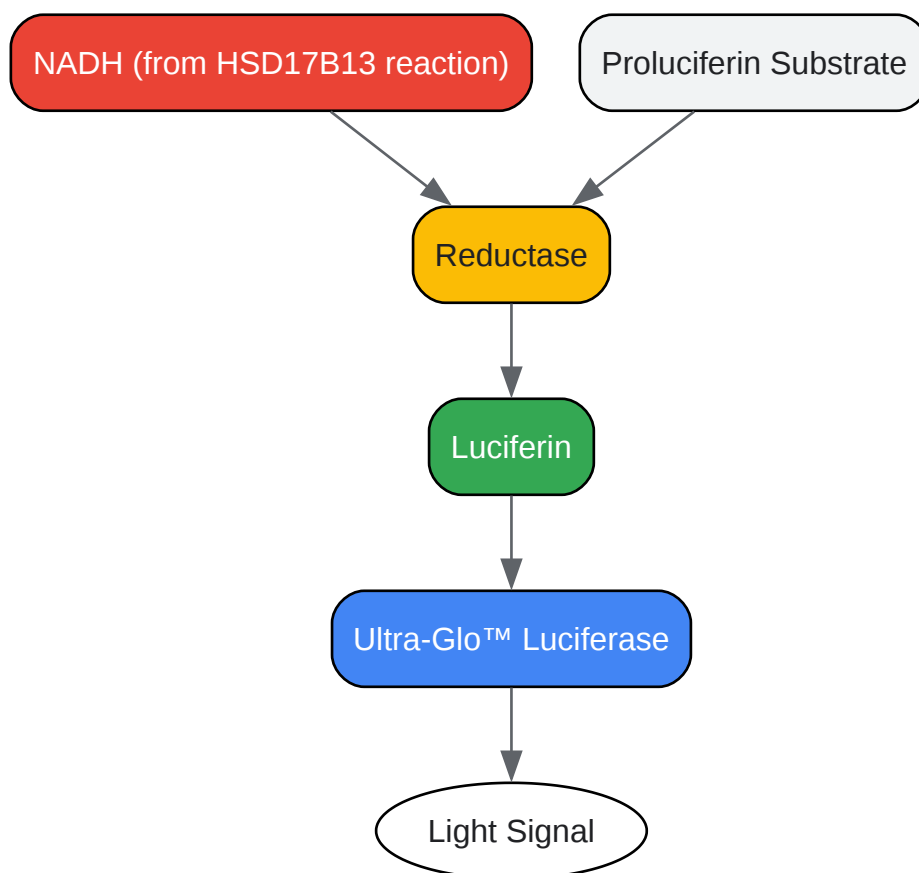 NADH (from HSD17B13 reaction)
Proluciferin Substrate
Reductase
Luciferin
Ultra-Glo™ Luciferase
Light Signal